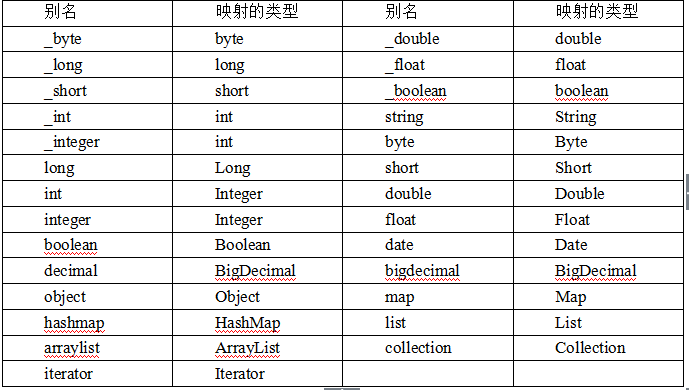 别名 映射的类型 别名 映射的类型
_byte byte _double double
_long long _float float
_short short _boolean boolean
_int int string String
_integer int byte Byte
long Long short Short
int Integer double Double
integer Integer float Float
boolean Boolean date Date
decimal BigDecimal bigdecimal BigDecimal
object Object map Map
hashmap HashMap list List
arraylist ArrayList collection Collection
iterator Iterator